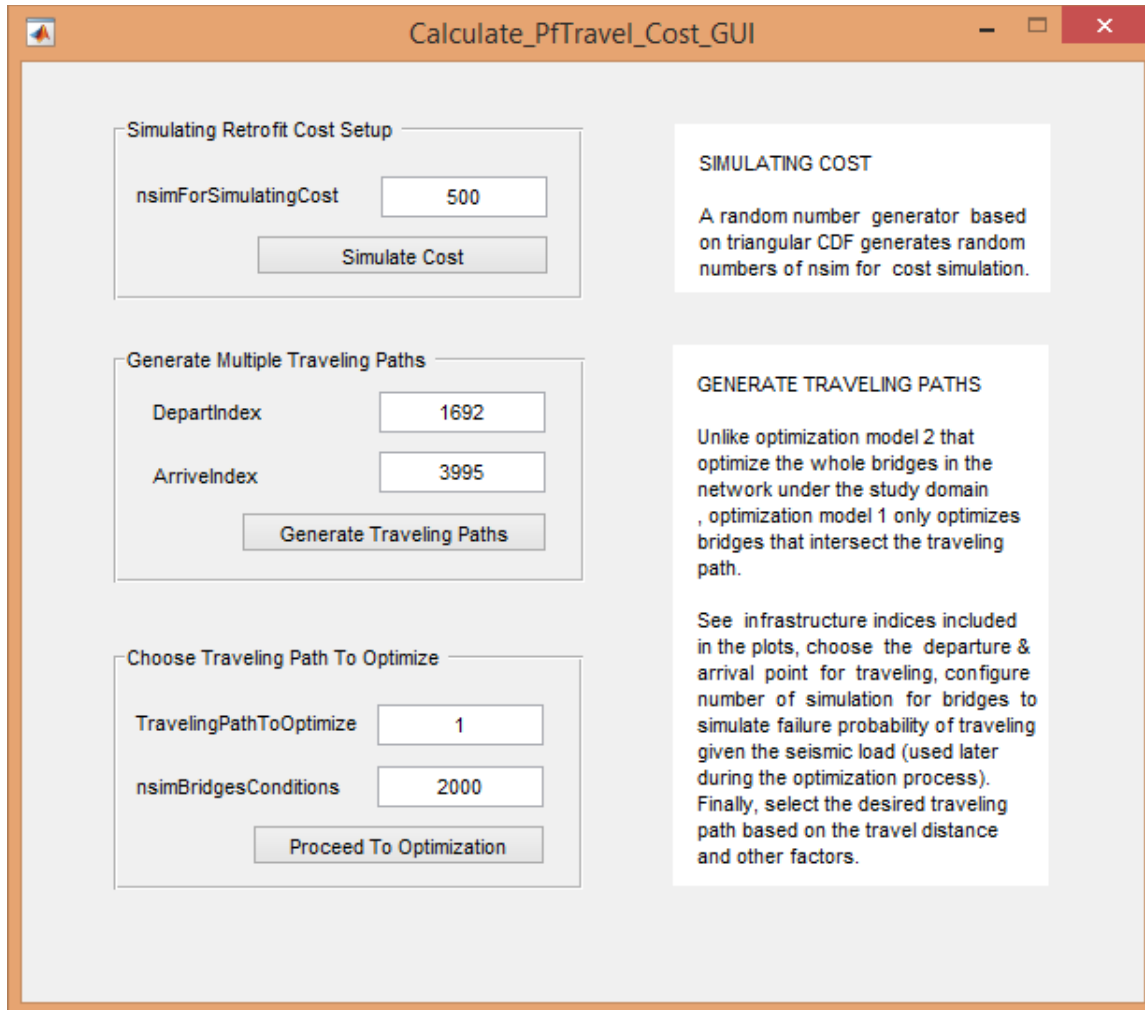 Calculate_PfTravel_Cost_GUI
Simulating Retrofit Cost Setup
nsimForSimulatingCost
500
Simulate Cost
SIMULATING COST
A random number generator based
on triangular CDF generates random
numbers of nsim for cost simulation.
Generate Multiple Traveling Paths
DepartIndex
1692
ArriveIndex
3995
Generate Traveling Paths
Choose Traveling Path To Optimize
TravelingPathToOptimize
1
nsimBridgesConditions
2000
Proceed To Optimization
GENERATE TRAVELING PATHS
Unlike optimization model 2 that
optimize the whole bridges in the
network under the study domain
, optimization model 1 only optimizes
bridges that intersect the traveling
path.
See infrastructure indices included
in the plots, choose the departure &
arrival point for traveling, configure
number of simulation for bridges to
simulate failure probability of traveling
given the seismic load (used later
during the optimization process).
Finally, select the desired traveling
path based on the travel distance
and other factors.